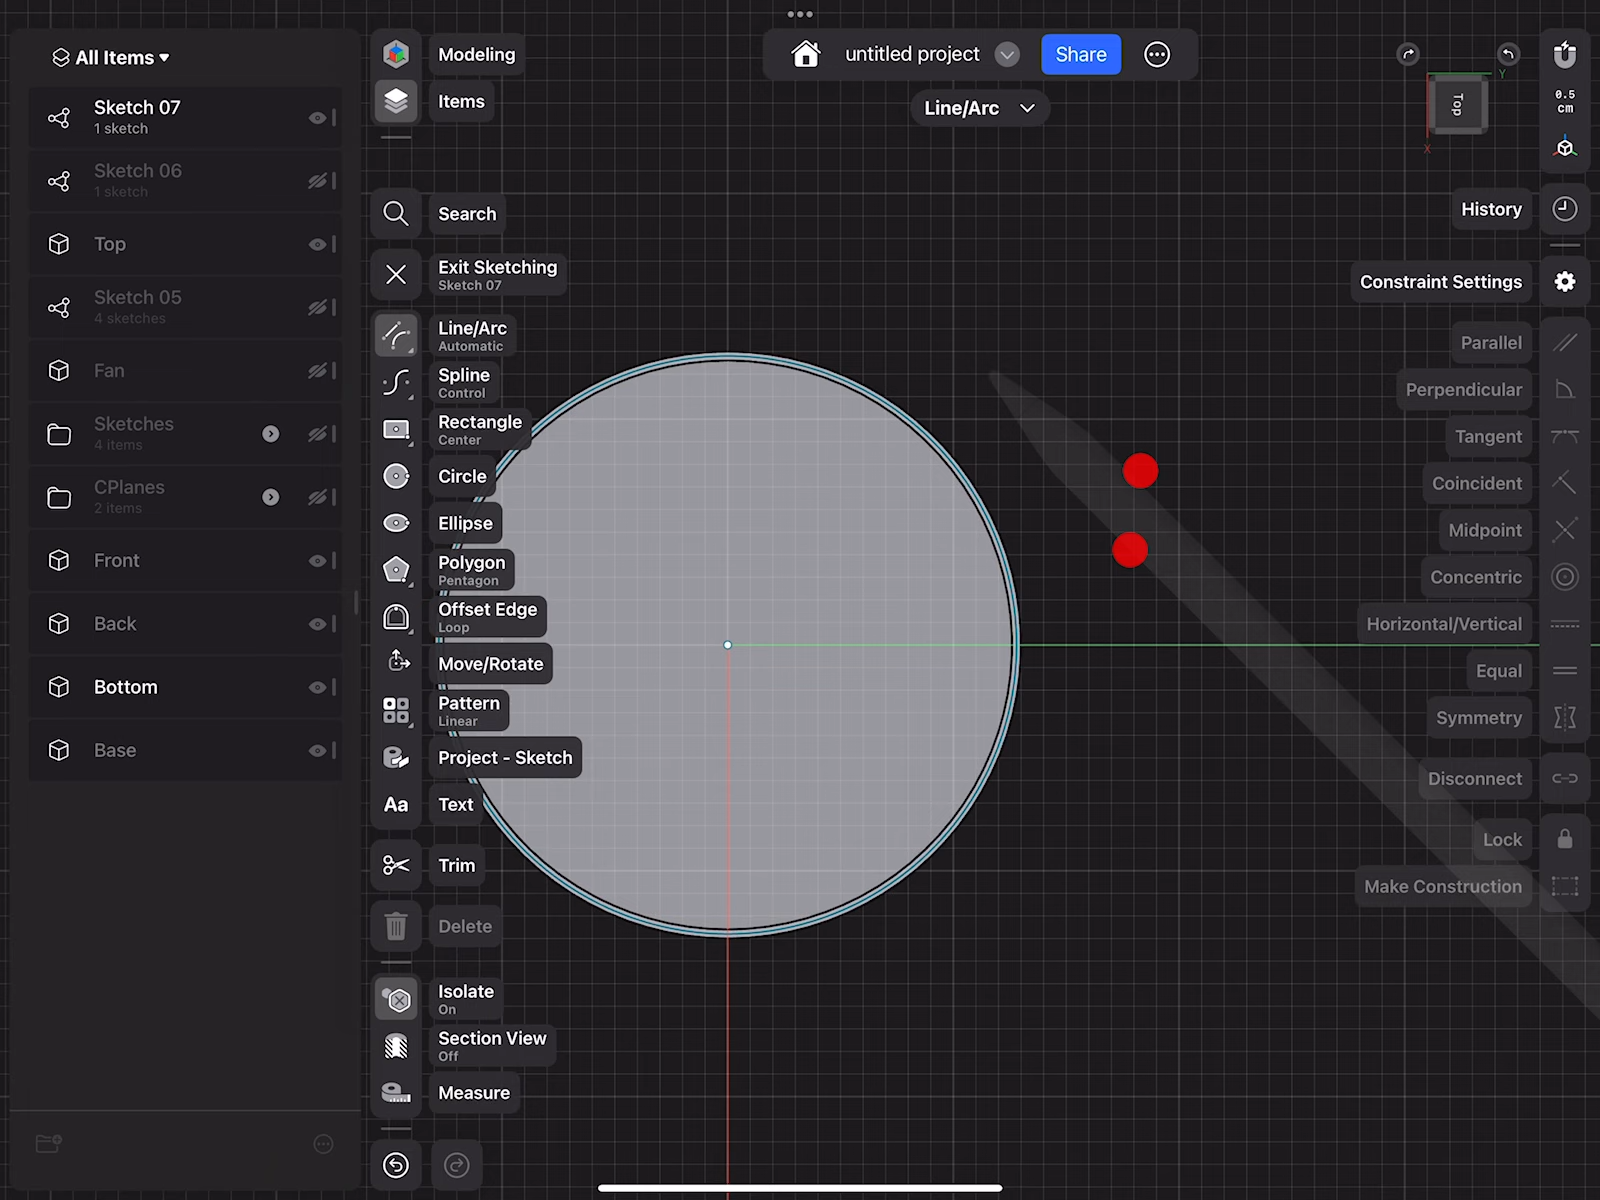 All Items
Sketch 07
1 sketch
Sketch 06
1 sketch
Top
Sketch 05
4 sketches
Fan
Sketches
4 items
CPlanes
2 items
Front
Back
Bottom
Base
Modeling
Items
Search
Exit Sketching
Sketch 07
Line/Arc
Automatic
Spline
Control
Rectangle
Center
Circle
Ellipse
Polygon
Pentagon
Offset Edge
Loop
Move/Rotate
Pattern
Linear
Project - Sketch
Aa Text
Trim
Delete
Isolate
On
Section View
Off
Measure
untitled project
Share
Line/Arc
Y
Top
X
0.5
cm
History
Constraint Settings
Parallel
Perpendicular
Tangent
Coincident
Midpoint
Concentric
Horizontal/Vertical
Equal
Symmetry
Disconnect
Lock
Make Construction